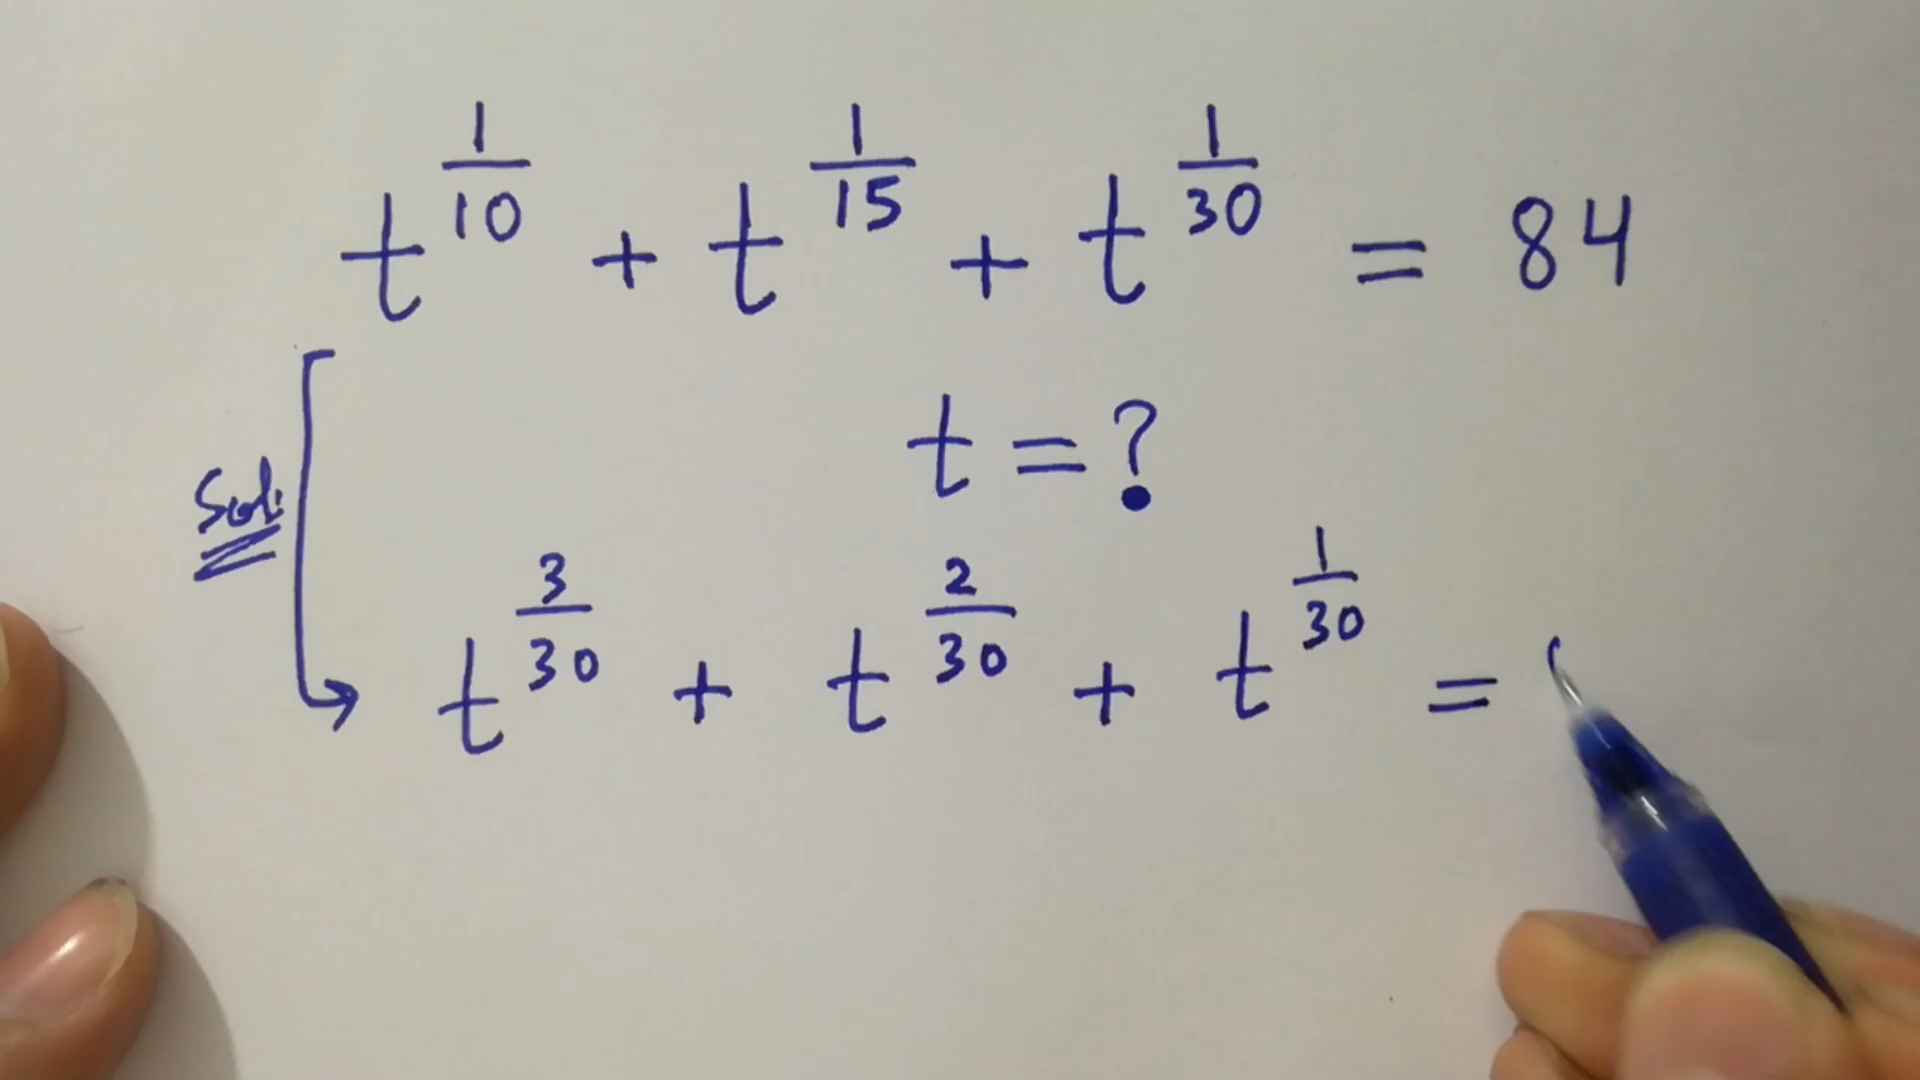 t^{1/10} + t^{1/15} + t^{1/30} = 84
t = ?
Sol:
t^{3/30} + t^{2/30} + t^{1/30} =